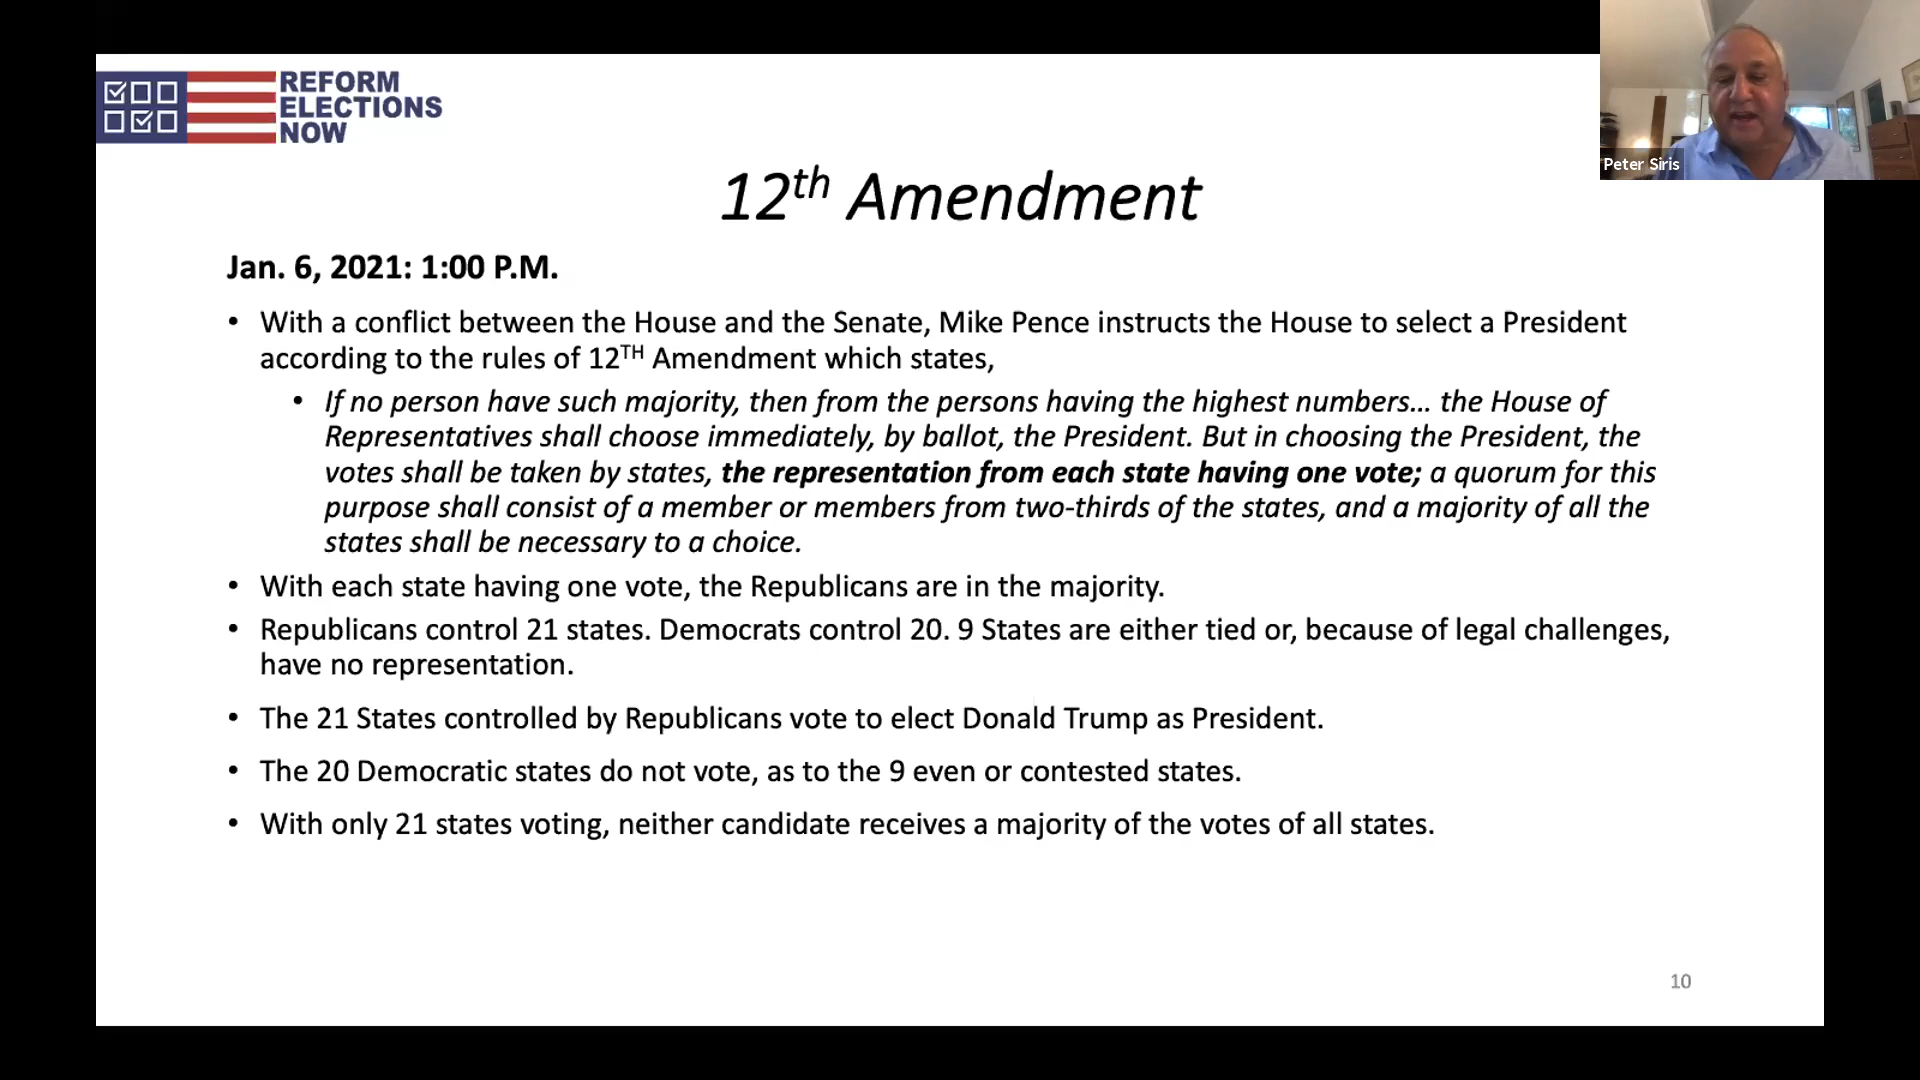 REFORM
ELECTIONS
NOW
Peter Siris
12th Amendment
Jan. 6, 2021: 1:00 P.M.
• With a conflict between the House and the Senate, Mike Pence instructs the House to select a President
according to the rules of 12TH Amendment which states,
• If no person have such majority, then from the persons having the highest numbers… the House of
Representatives shall choose immediately, by ballot, the President. But in choosing the President, the
votes shall be taken by states, the representation from each state having one vote; a quorum for this
purpose shall consist of a member or members from two-thirds of the states, and a majority of all the
states shall be necessary to a choice.
• With each state having one vote, the Republicans are in the majority.
• Republicans control 21 states. Democrats control 20. 9 States are either tied or, because of legal challenges,
have no representation.
• The 21 States controlled by Republicans vote to elect Donald Trump as President.
• The 20 Democratic states do not vote, as to the 9 even or contested states.
• With only 21 states voting, neither candidate receives a majority of the votes of all states.
10